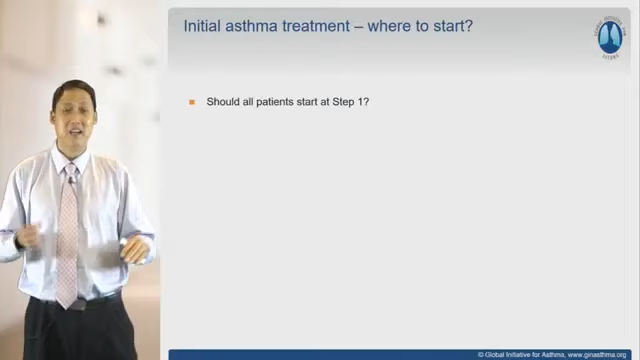 Initial asthma treatment – where to start?
Should all patients start at Step 1?
© Global Initiative for Asthma, www.ginasthma.org